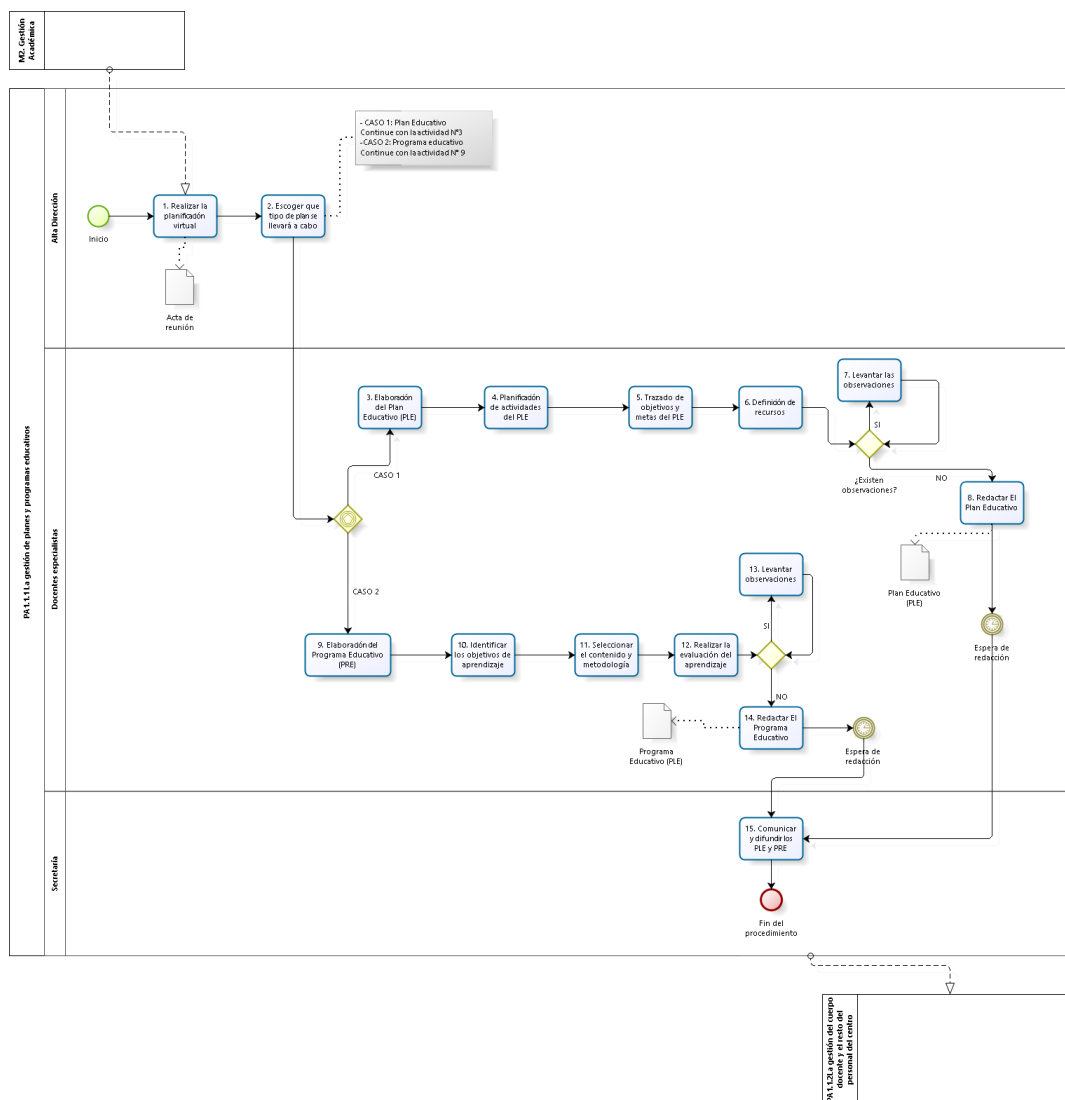 M2. Gestión
Académica
PA1.1.1 La gestión de planes y programas educativos
Alta Dirección
- CASO 1: Plan Educativo
Continue con la actividad N°3
-CASO 2: Programa educativo
Continue con la actividad N° 9
Inicio
1. Realizar la
planificación
virtual
2. Escoger que
tipo de plan se
llevará a cabo
Acta de
reunión
Docentes especialistas
CASO 1
3. Elaboración
del Plan
Educativo (PLE)
4. Planificación
de actividades
del PLE
5. Trazado de
objetivos y
metas del PLE
6. Definición de
recursos
7. Levantar las
observaciones
SI
¿Existen
observaciones?
NO
8. Redactar El
Plan Educativo
Plan Educativo
(PLE)
Espera de
redacción
CASO 2
9. Elaboración del
Programa Educativo
(PRE)
10. Identificar
los objetivos de
aprendizaje
11. Seleccionar
el contenido y
metodología
12. Realizar la
evaluación del
aprendizaje
13. Levantar
observaciones
SI
NO
14. Redactar El
Programa
Educativo
Programa
Educativo (PLE)
Espera de
redacción
Secretaría
15. Comunicar
y difundir los
PLE y PRE
Fin del
procedimiento
PA1.1.2La gestión del cuerpo
docente y el resto del
personal del centro